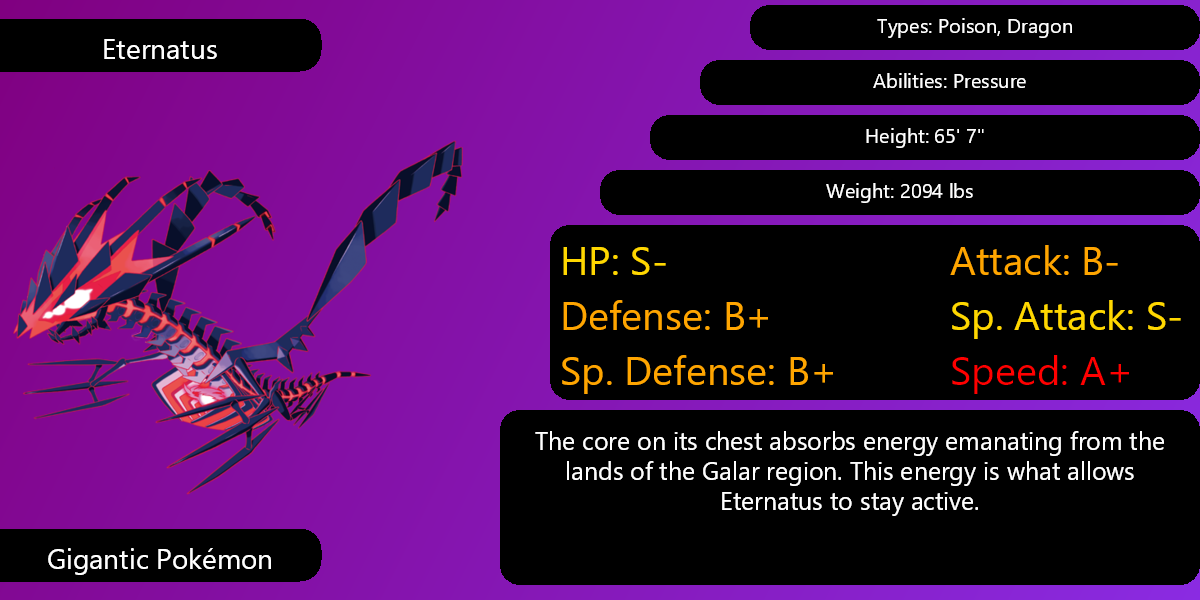 Eternatus
Types: Poison, Dragon
Abilities: Pressure
Height: 65' 7"
Weight: 2094 lbs
HP: S-
Attack: B-
Defense: B+
Sp. Attack: S-
Sp. Defense: B+
Speed: A+
The core on its chest absorbs energy emanating from the
lands of the Galar region. This energy is what allows
Eternatus to stay active.
Gigantic Pokémon